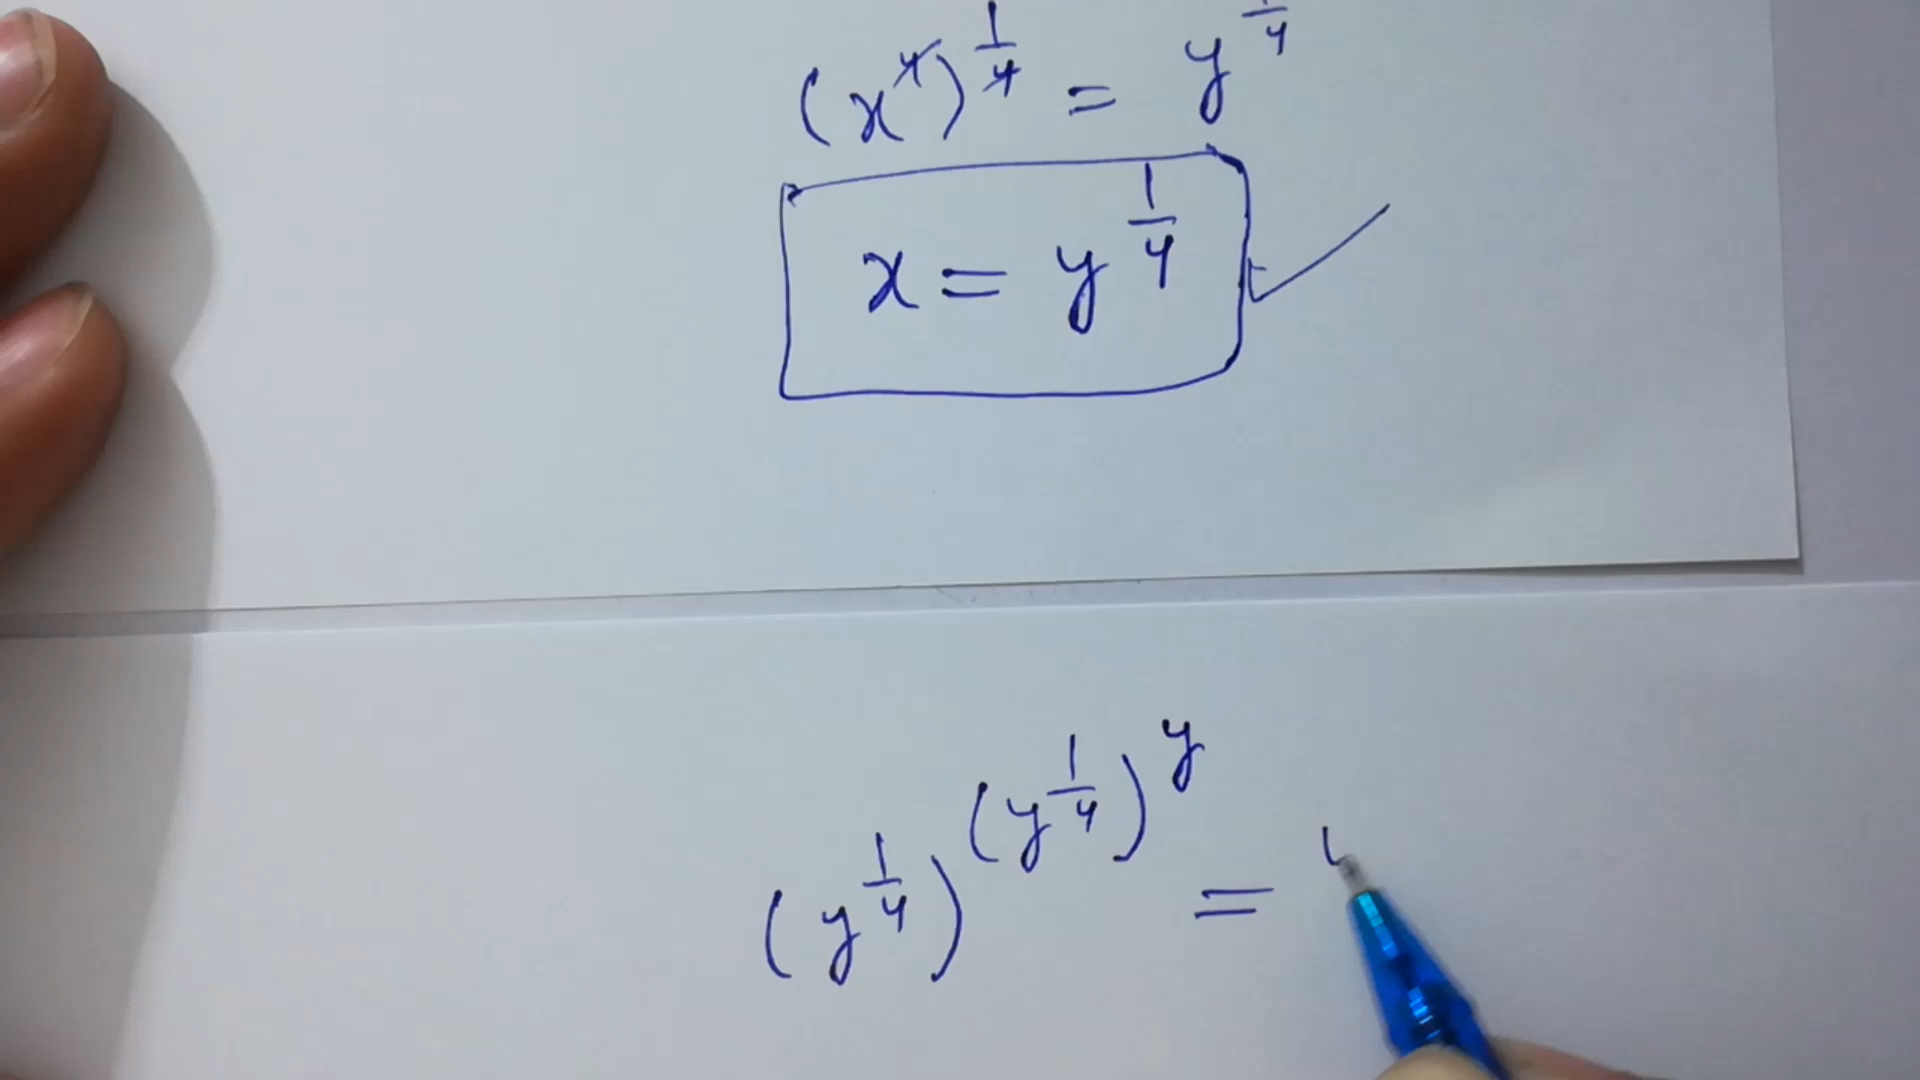 (x⁴)^(1/4) = y^(1/4)
x = y^(1/4)
(y^(1/4))^((y^(1/4))^y) =